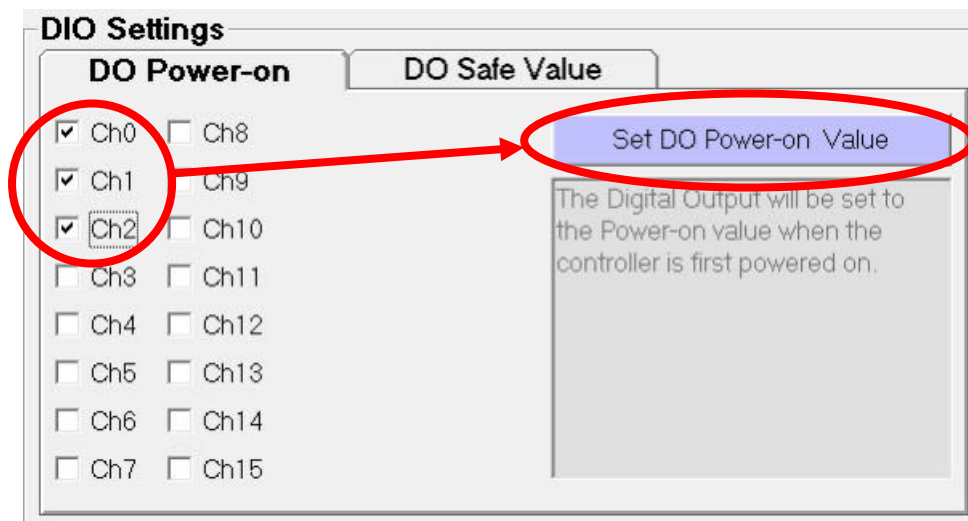 DIO Settings
DO Power-on DO Safe Value
Ch0 Ch8
Ch1 Ch9
Ch2 Ch10
Ch3 Ch11
Ch4 Ch12
Ch5 Ch13
Ch6 Ch14
Ch7 Ch15
Set DO Power-on Value
The Digital Output will be set to
the Power-on value when the
controller is first powered on.